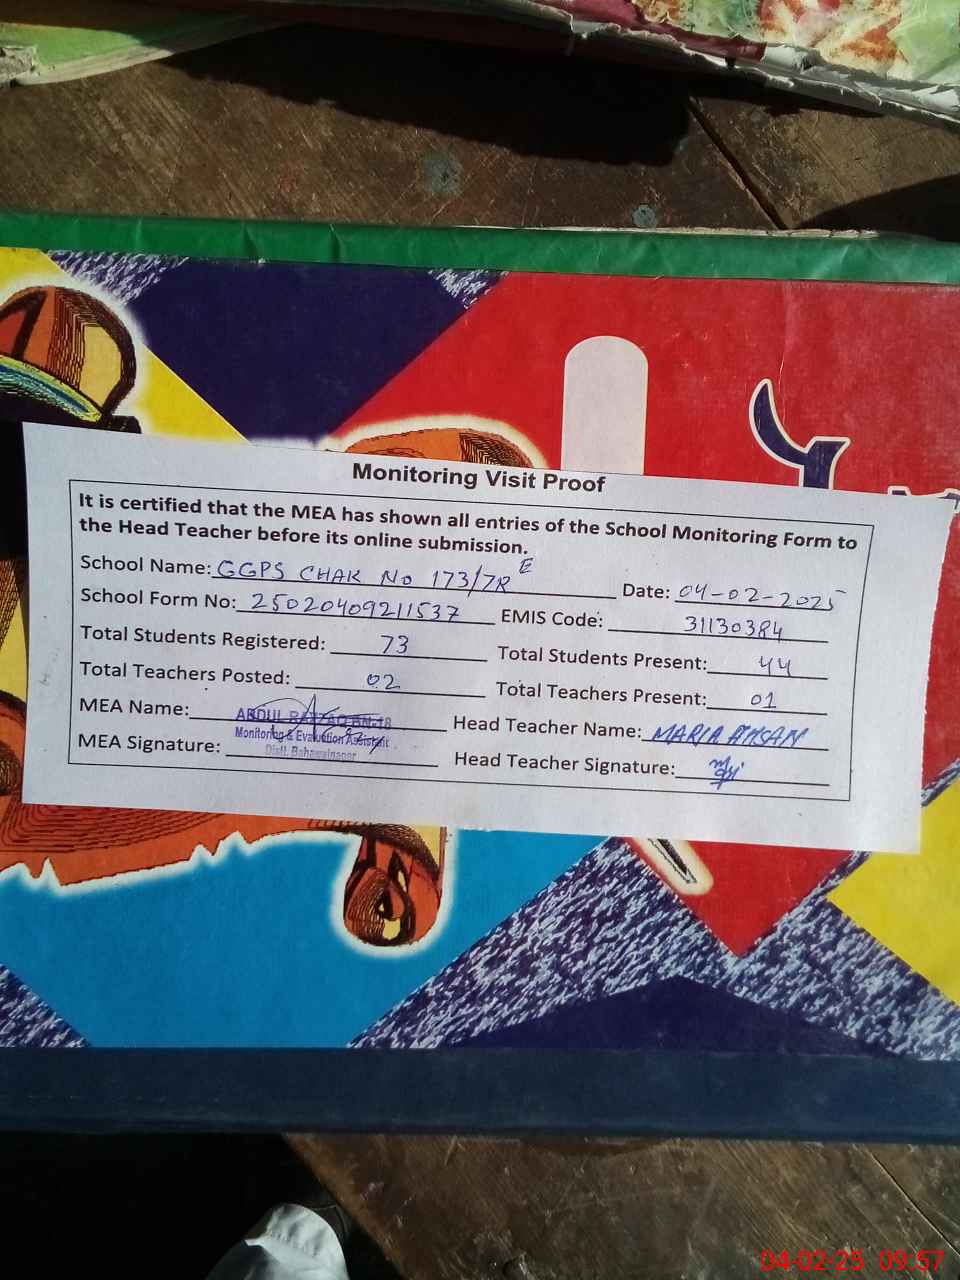 Monitoring Visit Proof
It is certified that the MEA has shown all entries of the School Monitoring Form to
the Head Teacher before its online submission.
School Name: GGPS CHAK No 173/7R E Date: 04-02-2025
School Form No: 25020409211537 EMIS Code: 31130384
Total Students Registered: 73 Total Students Present: 44
Total Teachers Posted: 02 Total Teachers Present: 01
MEA Name: ABDUL RAZZAQ BN-18 Head Teacher Name: MARIA AHSAN
Monitoring & Evaluation Assistant
MEA Signature: Distt. Bahawalnagar Head Teacher Signature:
04-02-25 09:57